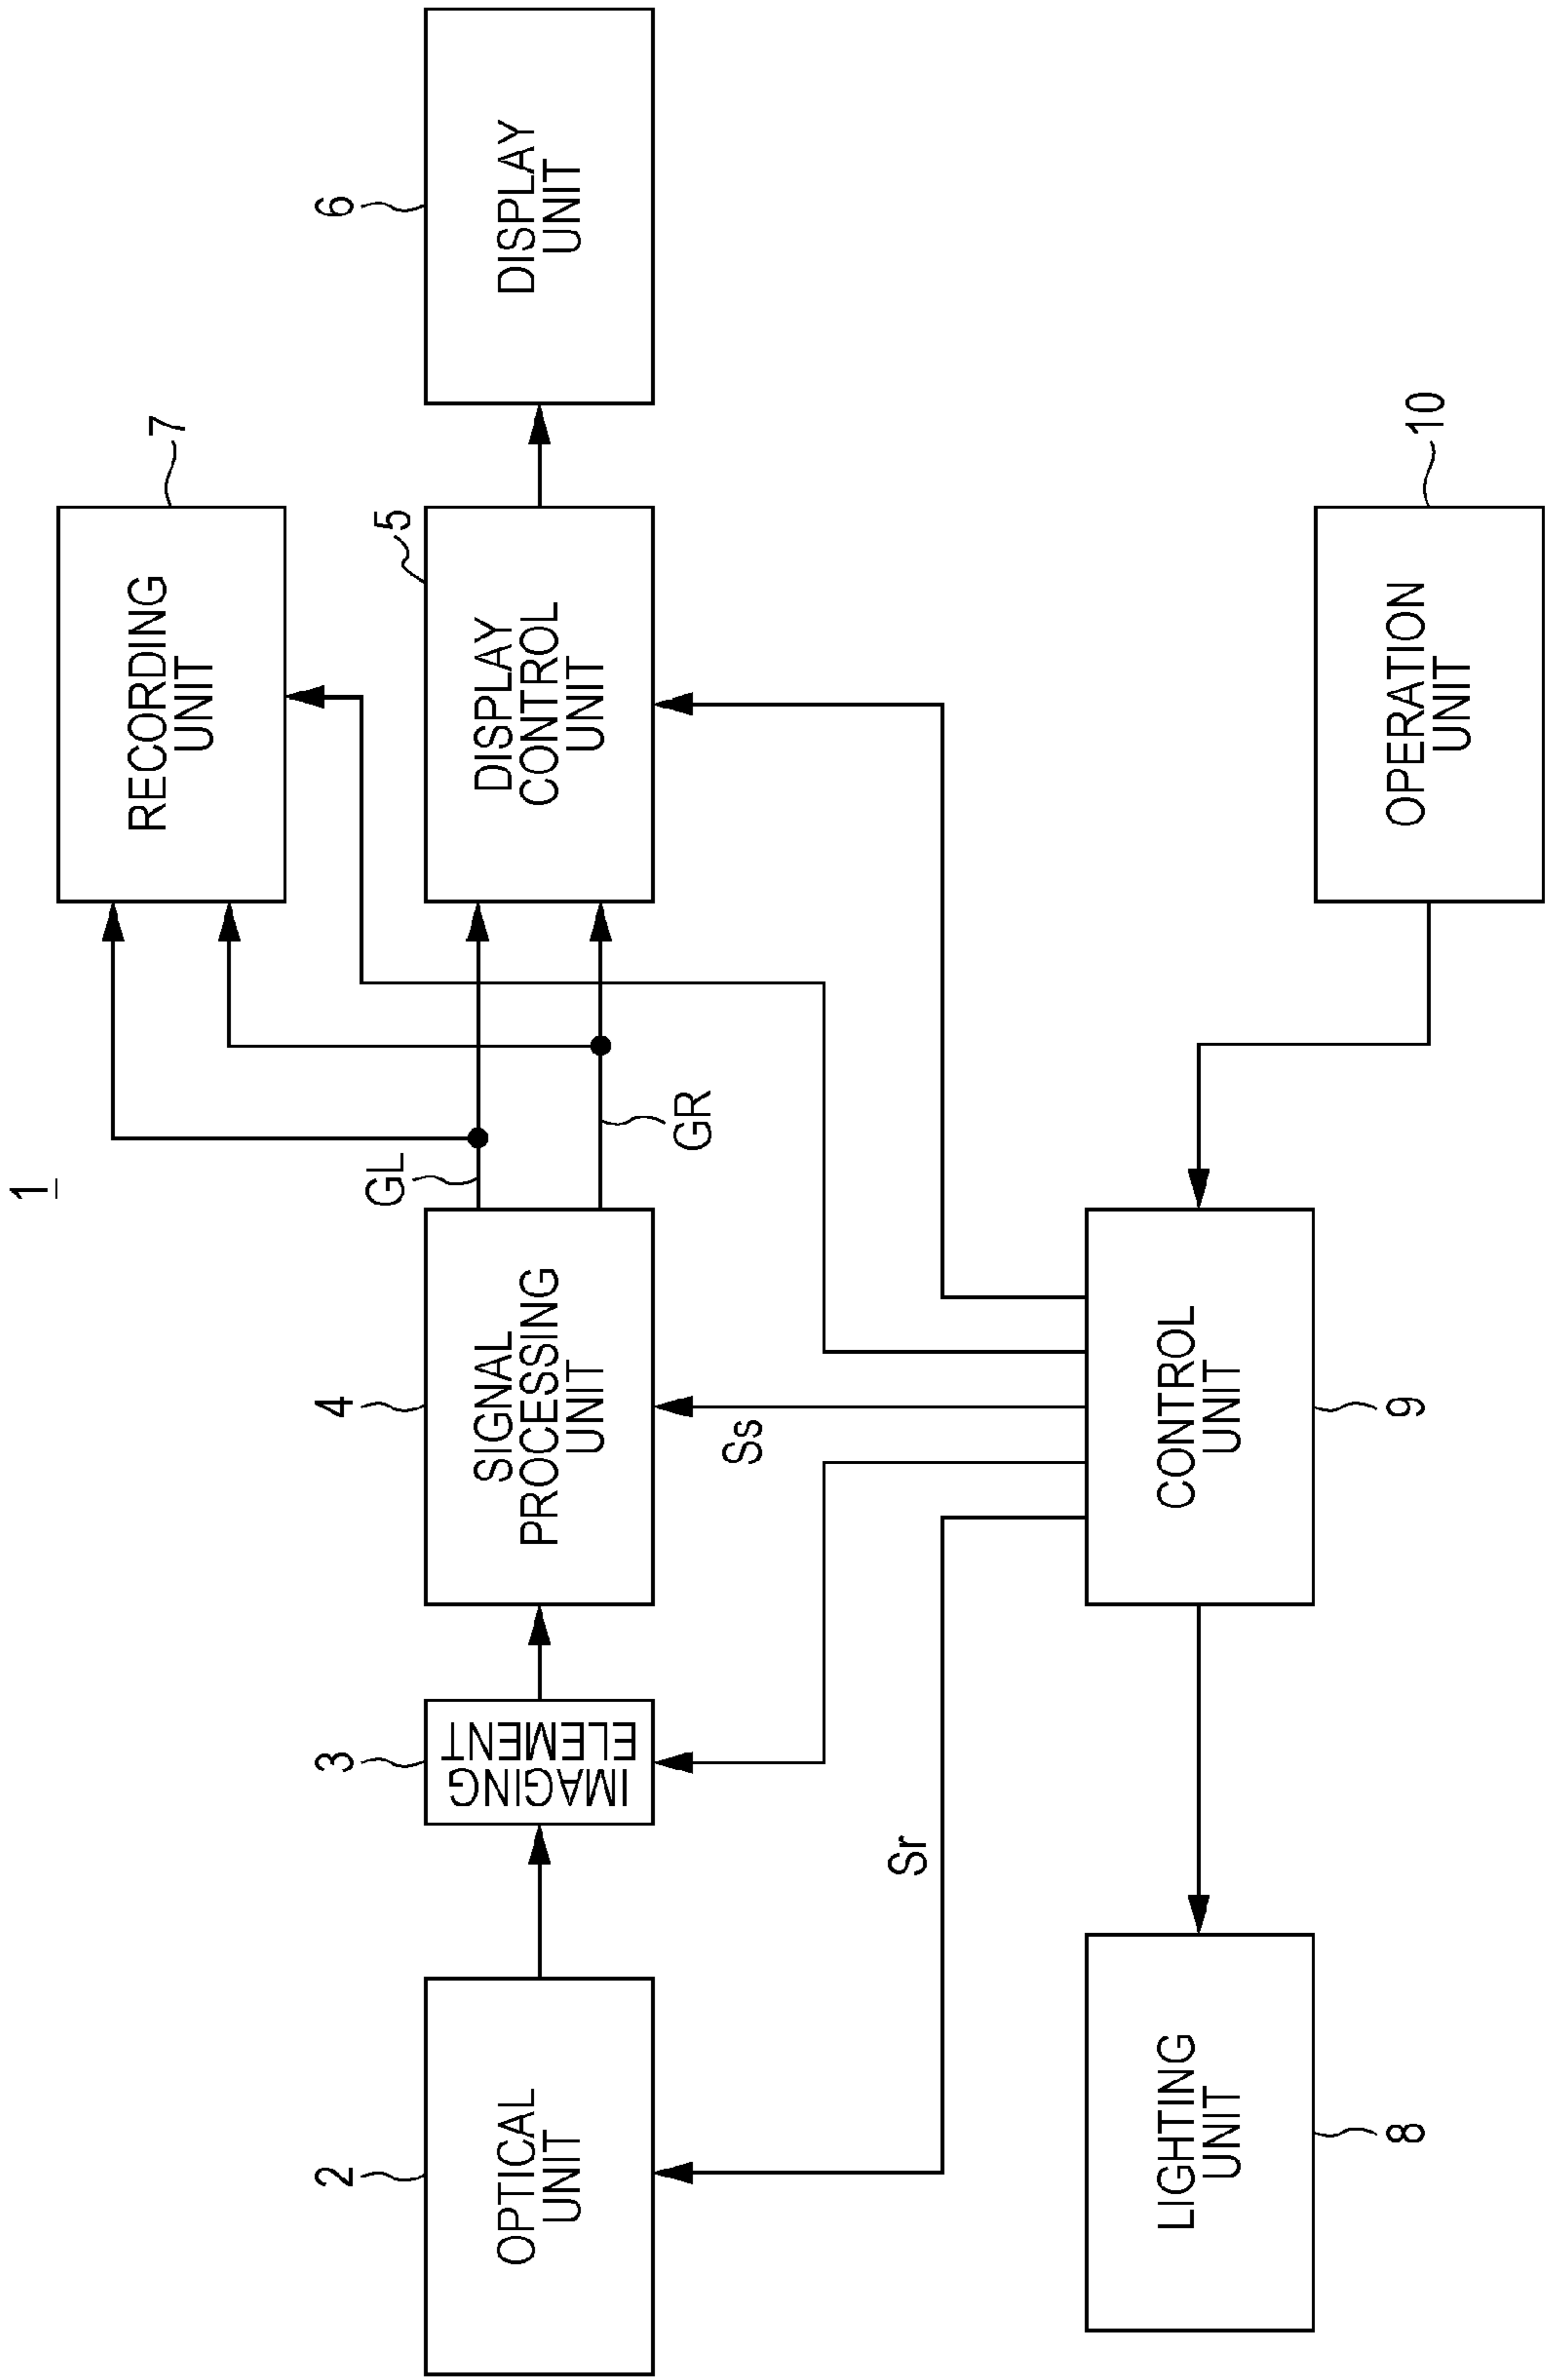 1
7
RECORDING
UNIT
2
OPTICAL
UNIT
3
IMAGING
ELEMENT
4
SIGNAL
PROCESSING
UNIT
GL
GR
5
DISPLAY
CONTROL
UNIT
6
DISPLAY
UNIT
Ss
Sr
LIGHTING
UNIT
8
CONTROL
UNIT
9
OPERATION
UNIT
10